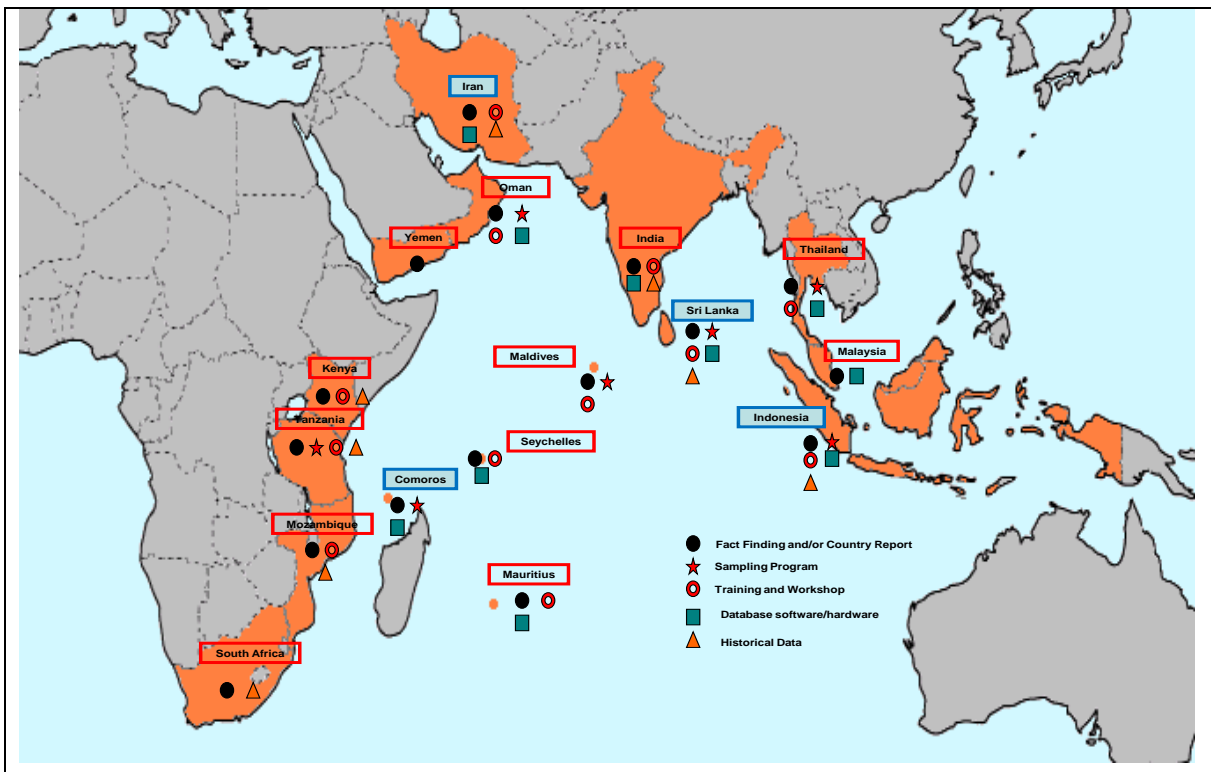 Iran
Oman
Yemen
India
Thailand
Sri Lanka
Maldives
Malaysia
Kenya
Tanzania
Indonesia
Seychelles
Comoros
Mozambique
Mauritius
South Africa
Fact Finding and/or Country Report
Sampling Program
Training and Workshop
Database software/hardware
Historical Data